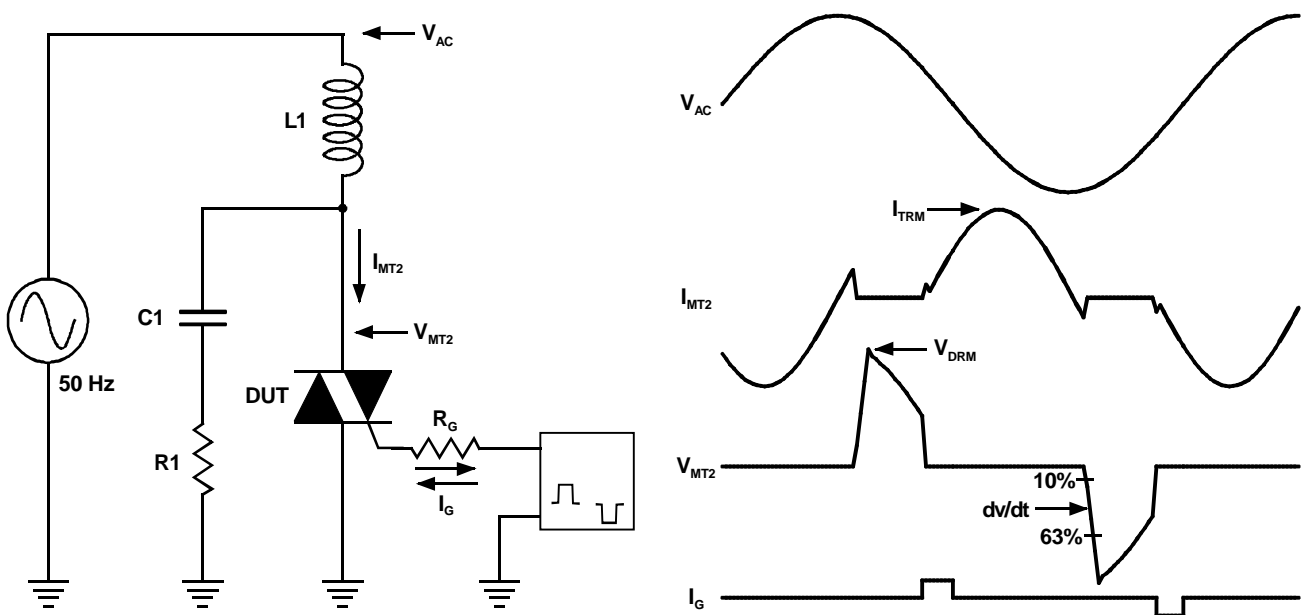 V_AC
L1
I_MT2
C1
V_MT2
50 Hz
DUT
R_G
R1
I_G
V_AC
I_TRM
I_MT2
V_DRM
V_MT2
10%
dv/dt
63%
I_G